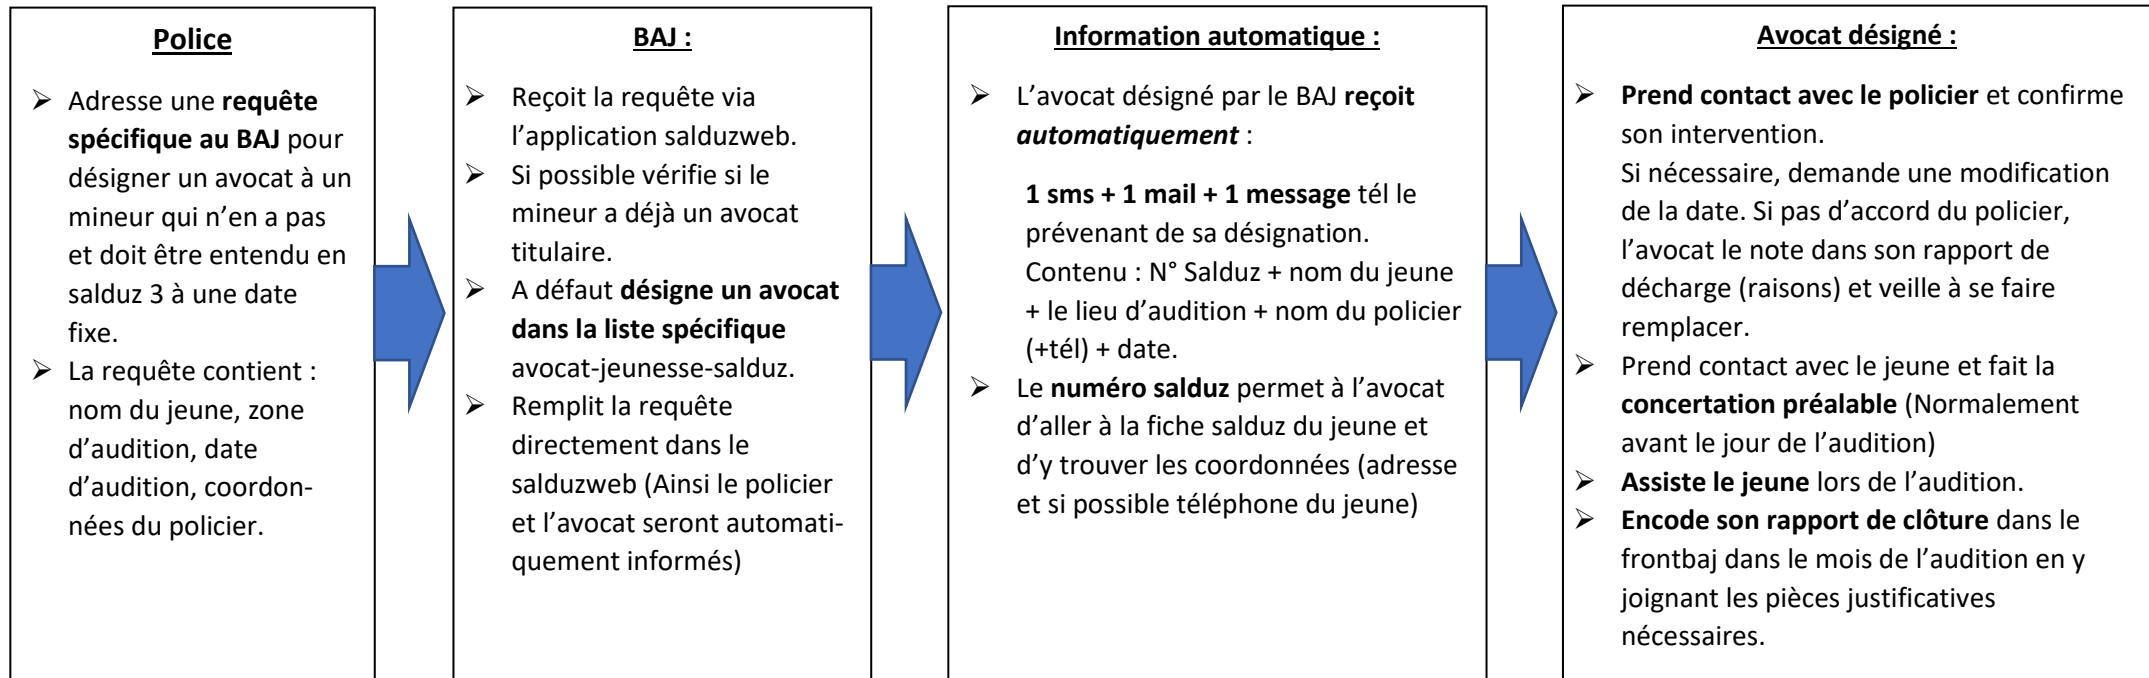 Police
➢ Adresse une requête
spécifique au BAJ pour
désigner un avocat à un
mineur qui n’en a pas
et doit être entendu en
salduz 3 à une date
fixe.
➢ La requête contient :
nom du jeune, zone
d’audition, date
d’audition, coordon-
nées du policier.
BAJ :
➢ Reçoit la requête via
l’application salduzweb.
➢ Si possible vérifie si le
mineur a déjà un avocat
titulaire.
➢ A défaut désigne un avocat
dans la liste spécifique
avocat-jeunesse-salduz.
➢ Remplit la requête
directement dans le
salduzweb (Ainsi le policier
et l’avocat seront automati-
quement informés)
Information automatique :
➢ L’avocat désigné par le BAJ reçoit
automatiquement :
1 sms + 1 mail + 1 message tél le
prévenant de sa désignation.
Contenu : N° Salduz + nom du jeune
+ le lieu d’audition + nom du policier
(+tél) + date.
➢ Le numéro salduz permet à l’avocat
d’aller à la fiche salduz du jeune et
d’y trouver les coordonnées (adresse
et si possible téléphone du jeune)
Avocat désigné :
➢ Prend contact avec le policier et confirme
son intervention.
Si nécessaire, demande une modification
de la date. Si pas d’accord du policier,
l’avocat le note dans son rapport de
décharge (raisons) et veille à se faire
remplacer.
➢ Prend contact avec le jeune et fait la
concertation préalable (Normalement
avant le jour de l’audition)
➢ Assiste le jeune lors de l’audition.
➢ Encode son rapport de clôture dans le
frontbaj dans le mois de l’audition en y
joignant les pièces justificatives
nécessaires.